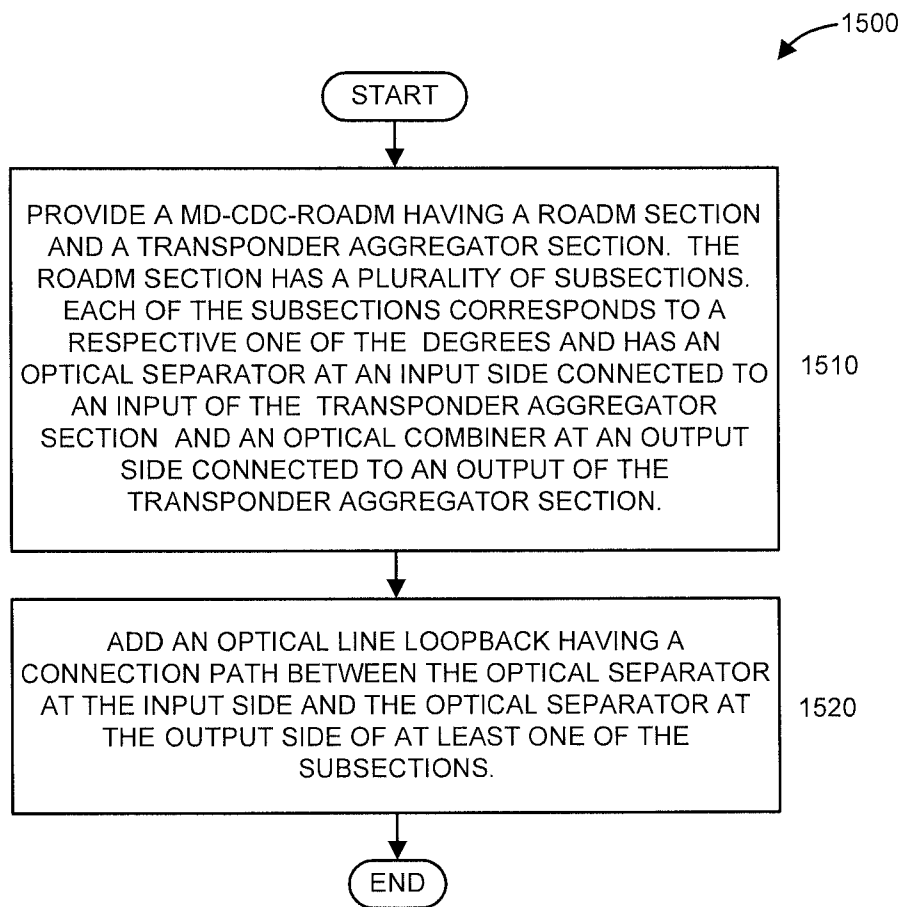 1500
START
PROVIDE A MD-CDC-ROADM HAVING A ROADM SECTION
AND A TRANSPONDER AGGREGATOR SECTION. THE
ROADM SECTION HAS A PLURALITY OF SUBSECTIONS.
EACH OF THE SUBSECTIONS CORRESPONDS TO A
RESPECTIVE ONE OF THE DEGREES AND HAS AN
OPTICAL SEPARATOR AT AN INPUT SIDE CONNECTED TO
AN INPUT OF THE TRANSPONDER AGGREGATOR
SECTION AND AN OPTICAL COMBINER AT AN OUTPUT
SIDE CONNECTED TO AN OUTPUT OF THE
TRANSPONDER AGGREGATOR SECTION.
1510
ADD AN OPTICAL LINE LOOPBACK HAVING A
CONNECTION PATH BETWEEN THE OPTICAL SEPARATOR
AT THE INPUT SIDE AND THE OPTICAL SEPARATOR AT
THE OUTPUT SIDE OF AT LEAST ONE OF THE
SUBSECTIONS.
1520
END